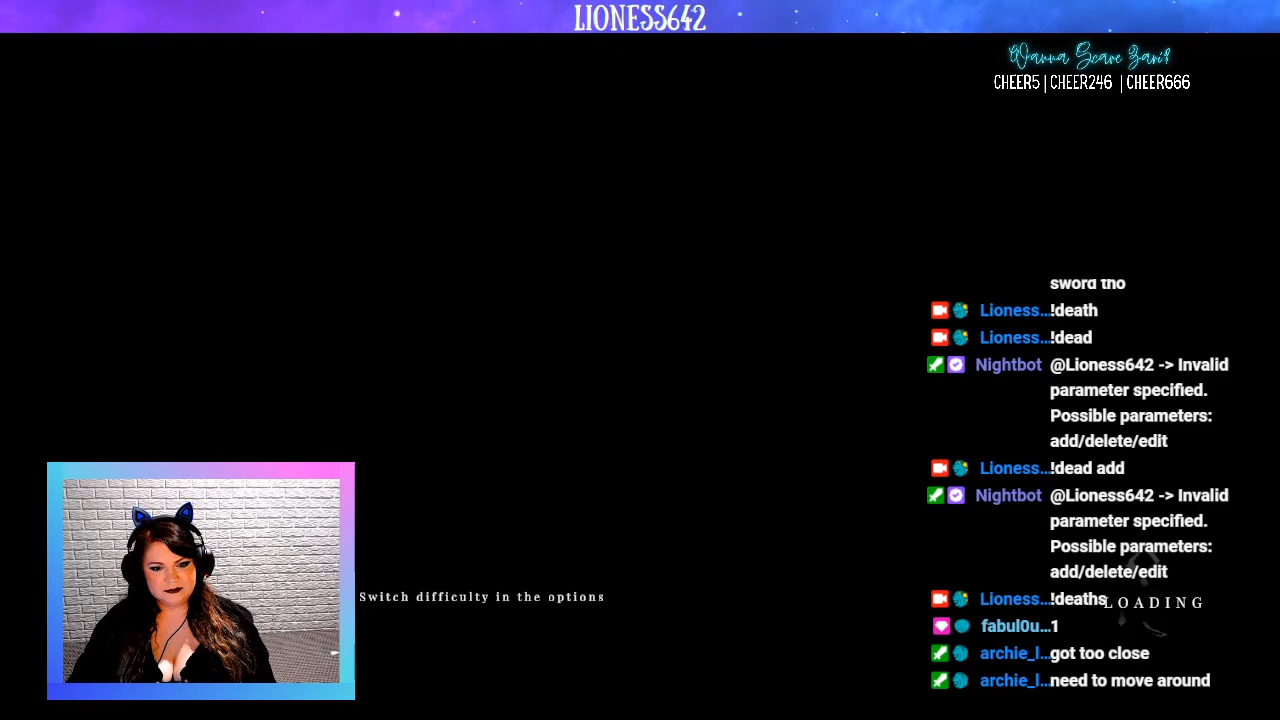 LIONESS642
Wanna Scare Zari?
CHEER5 | CHEER246 | CHEER666
sword tho
Lioness... !death
Lioness... !dead
Nightbot @Lioness642 -> Invalid
parameter specified.
Possible parameters:
add/delete/edit
Lioness... !dead add
Nightbot @Lioness642 -> Invalid
parameter specified.
Possible parameters:
add/delete/edit
Switch difficulty in the options
Lioness... !deaths
LOADING
fabul0u... 1
archie_l... got too close
archie_l... need to move around